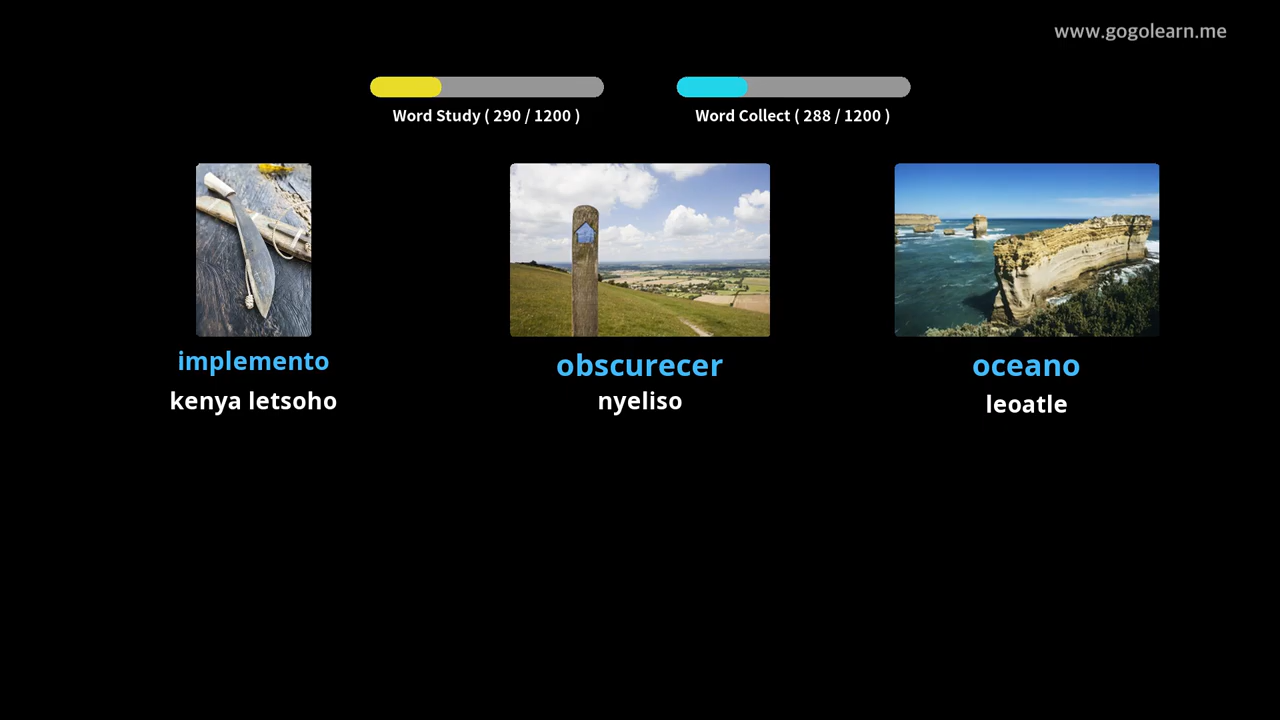 www.gogolearn.me
Word Study ( 290 / 1200 )
Word Collect ( 288 / 1200 )
implemento
kenya letsoho
obscurecer
nyeliso
oceano
leoatle